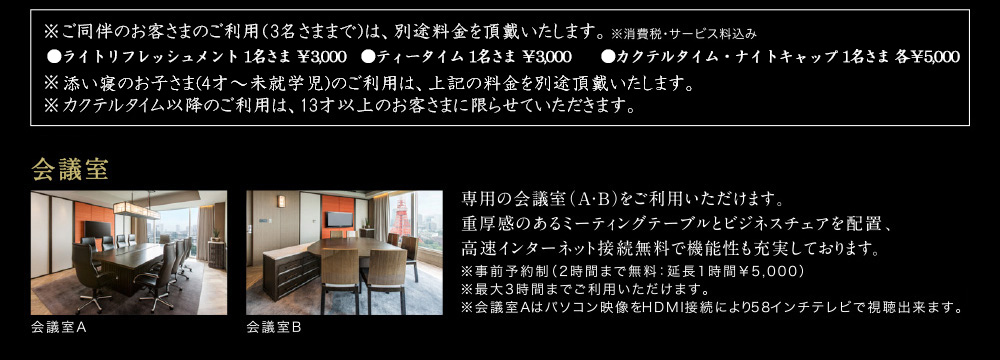 ※ご同伴のお客さまのご利用(3名さままで)は、別途料金を頂戴いたします。※消費税・サービス料込み
●ライトリフレッシュメント 1名さま ¥3,000 ●ティータイム 1名さま ¥3,000 ●カクテルタイム・ナイトキャップ 1名さま 各¥5,000
※添い寝のお子さま(4才〜未就学児)のご利用は、上記の料金を別途頂戴いたします。
※カクテルタイム以降のご利用は、13才以上のお客さまに限らせていただきます。
会議室
専用の会議室(A・B)をご利用いただけます。
重厚感のあるミーティングテーブルとビジネスチェアを配置、
高速インターネット接続無料で機能性も充実しております。
※事前予約制(2時間まで無料:延長1時間¥5,000)
※最大3時間までご利用いただけます。
※会議室Aはパソコン映像をHDMI接続により58インチテレビで視聴出来ます。
会議室A
会議室B